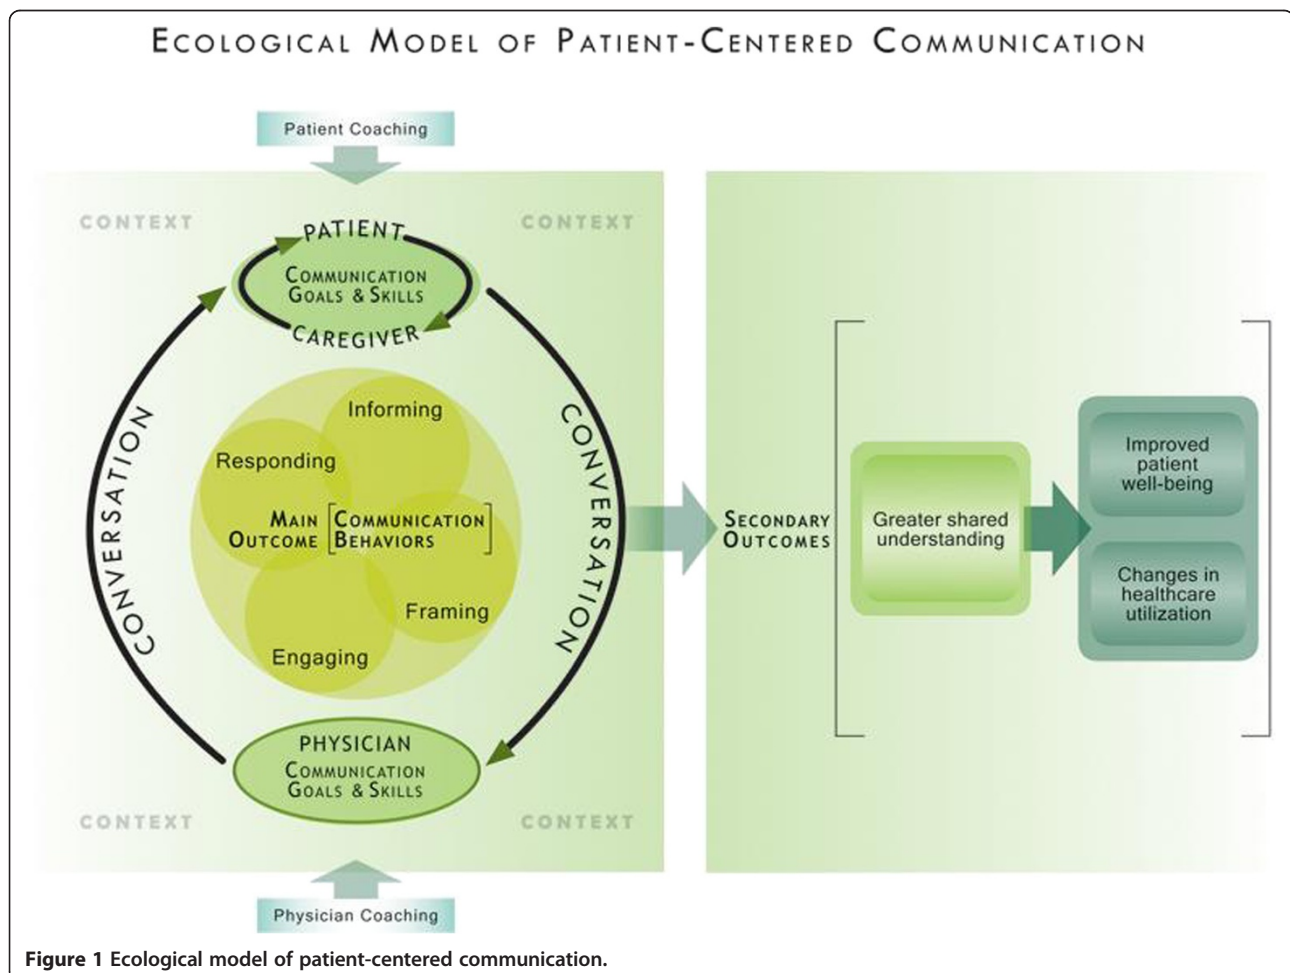 ECOLOGICAL MODEL OF PATIENT-CENTERED COMMUNICATION
Patient Coaching
CONTEXT
CONTEXT
PATIENT
COMMUNICATION
GOALS & SKILLS
CAREGIVER
CONVERSATION
CONVERSATION
Informing
Responding
MAIN
OUTCOME
COMMUNICATION
BEHAVIORS
Framing
Engaging
PHYSICIAN
COMMUNICATION
GOALS & SKILLS
CONTEXT
CONTEXT
Physician Coaching
SECONDARY
OUTCOMES
Greater shared
understanding
Improved
patient
well-being
Changes in
healthcare
utilization
Figure 1 Ecological model of patient-centered communication.